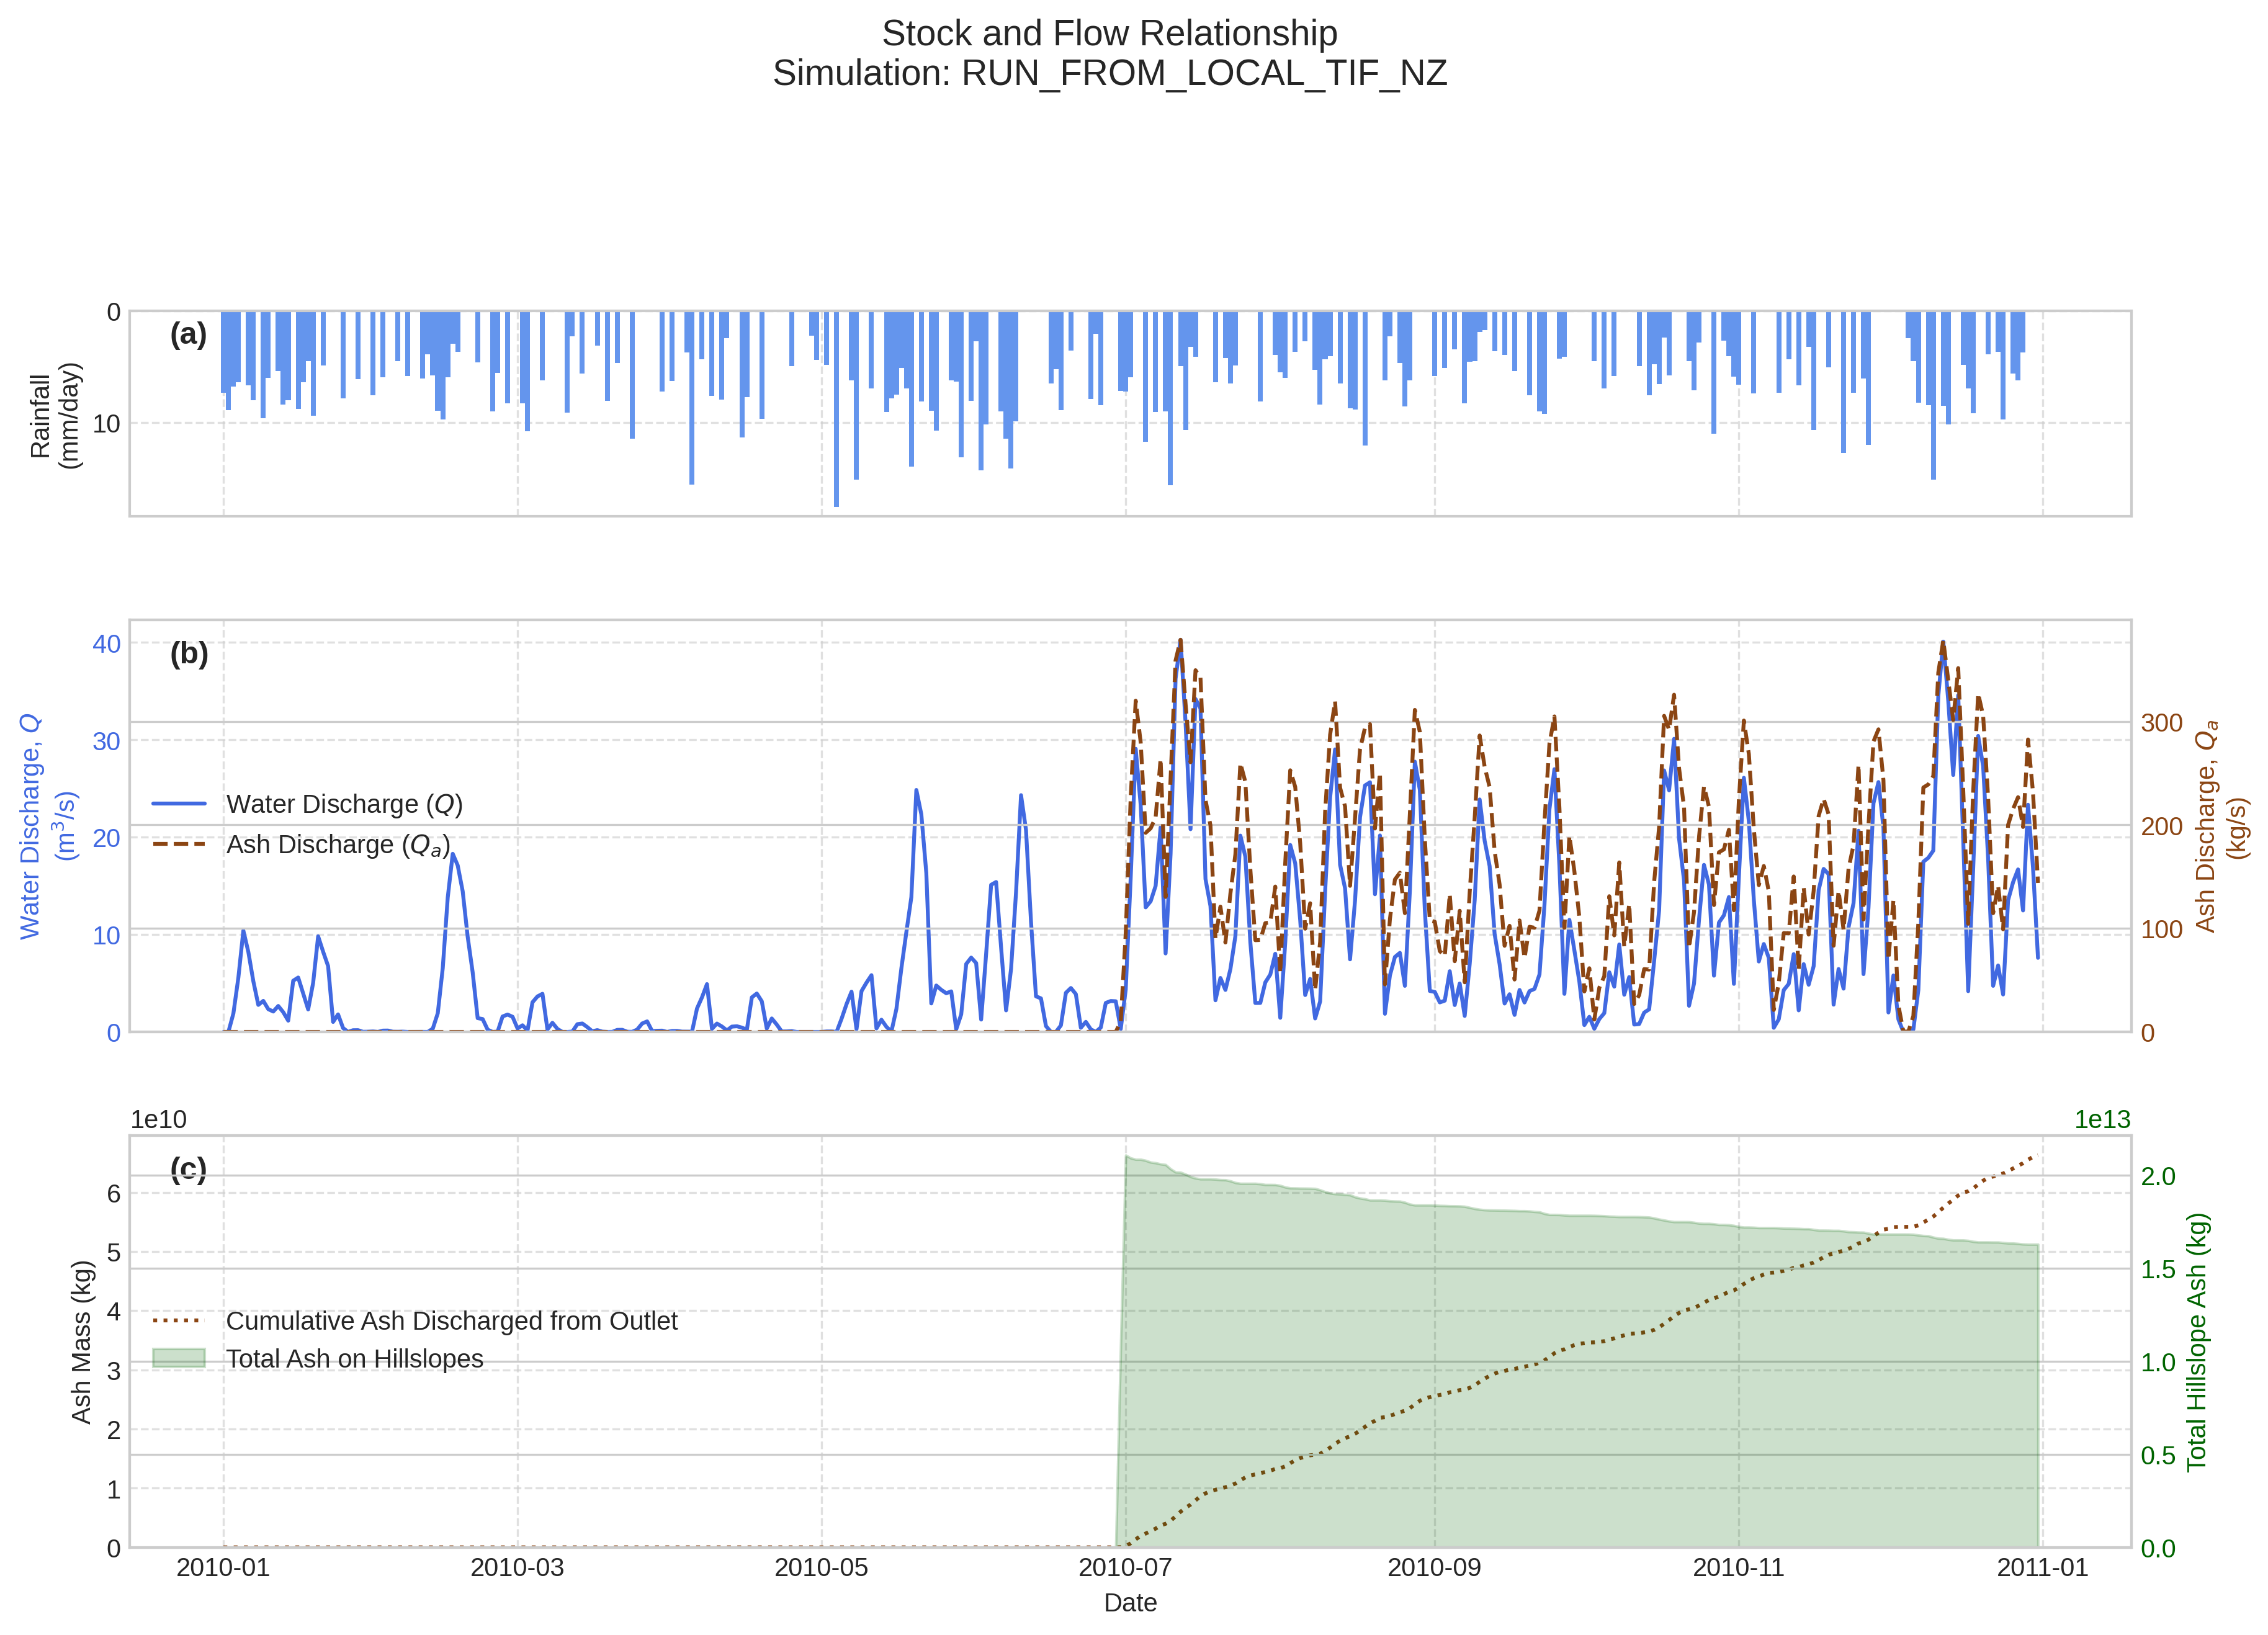 Stock and Flow Relationship
Simulation: RUN_FROM_LOCAL_TIF_NZ
(a)
Rainfall
(mm/day)
0
10
(b)
Water Discharge, Q
(m³/s)
40
30
20
10
0
Water Discharge (Q)
Ash Discharge (Qₐ)
300
200
100
0
Ash Discharge, Qₐ
(kg/s)
1e10
1e13
(c)
Ash Mass (kg)
6
5
4
3
2
1
0
Cumulative Ash Discharged from Outlet
Total Ash on Hillslopes
2.0
1.5
1.0
0.5
0.0
Total Hillslope Ash (kg)
2010-01 2010-03 2010-05 2010-07 2010-09 2010-11 2011-01
Date